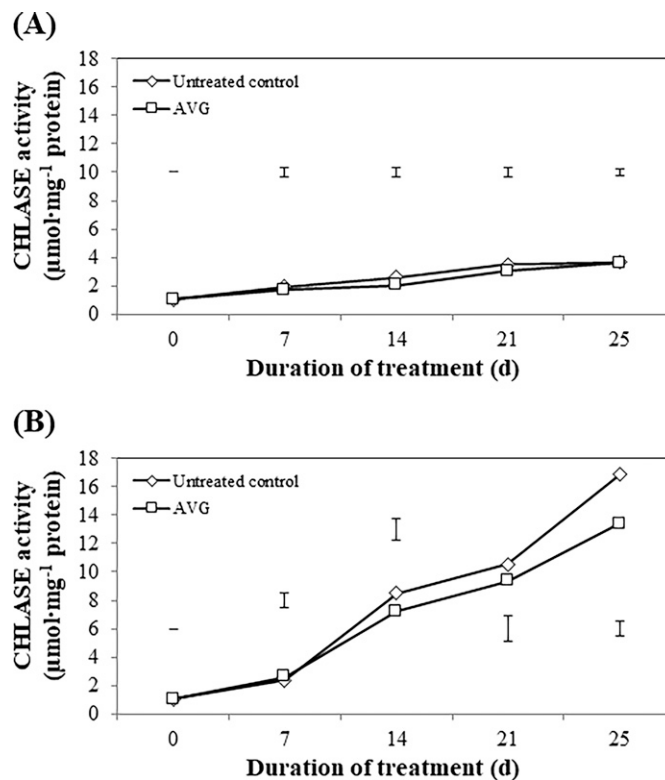 (A)
CHLASE activity
(µmol·mg⁻¹ protein)
18
16
14
12
10
8
6
4
2
0
Untreated control
AVG
0 7 14 21 25
Duration of treatment (d)
(B)
CHLASE activity
(µmol·mg⁻¹ protein)
18
16
14
12
10
8
6
4
2
0
Untreated control
AVG
0 7 14 21 25
Duration of treatment (d)